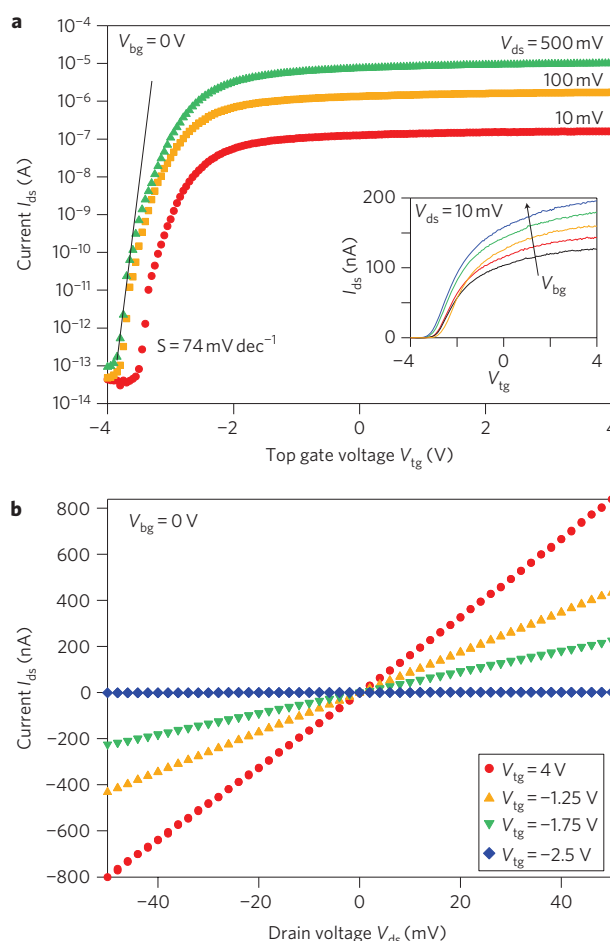 a
V_bg = 0 V
V_ds = 500 mV
100 mV
10 mV
10⁻⁵
10⁻⁶
10⁻⁷
10⁻⁸
10⁻⁹
10⁻¹⁰
10⁻¹¹
10⁻¹²
10⁻¹³
10⁻¹⁴
Current I_ds (A)
S = 74 mV dec⁻¹
200
100
0
I_ds (nA)
V_ds = 10 mV
V_bg
−4 0 4
V_tg
−4 −2 0 2 4
Top gate voltage V_tg (V)
b
V_bg = 0 V
800
600
400
200
0
−200
−400
−600
−800
Current I_ds (nA)
V_tg = 4 V
V_tg = −1.25 V
V_tg = −1.75 V
V_tg = −2.5 V
−40 −20 0 20 40
Drain voltage V_ds (mV)